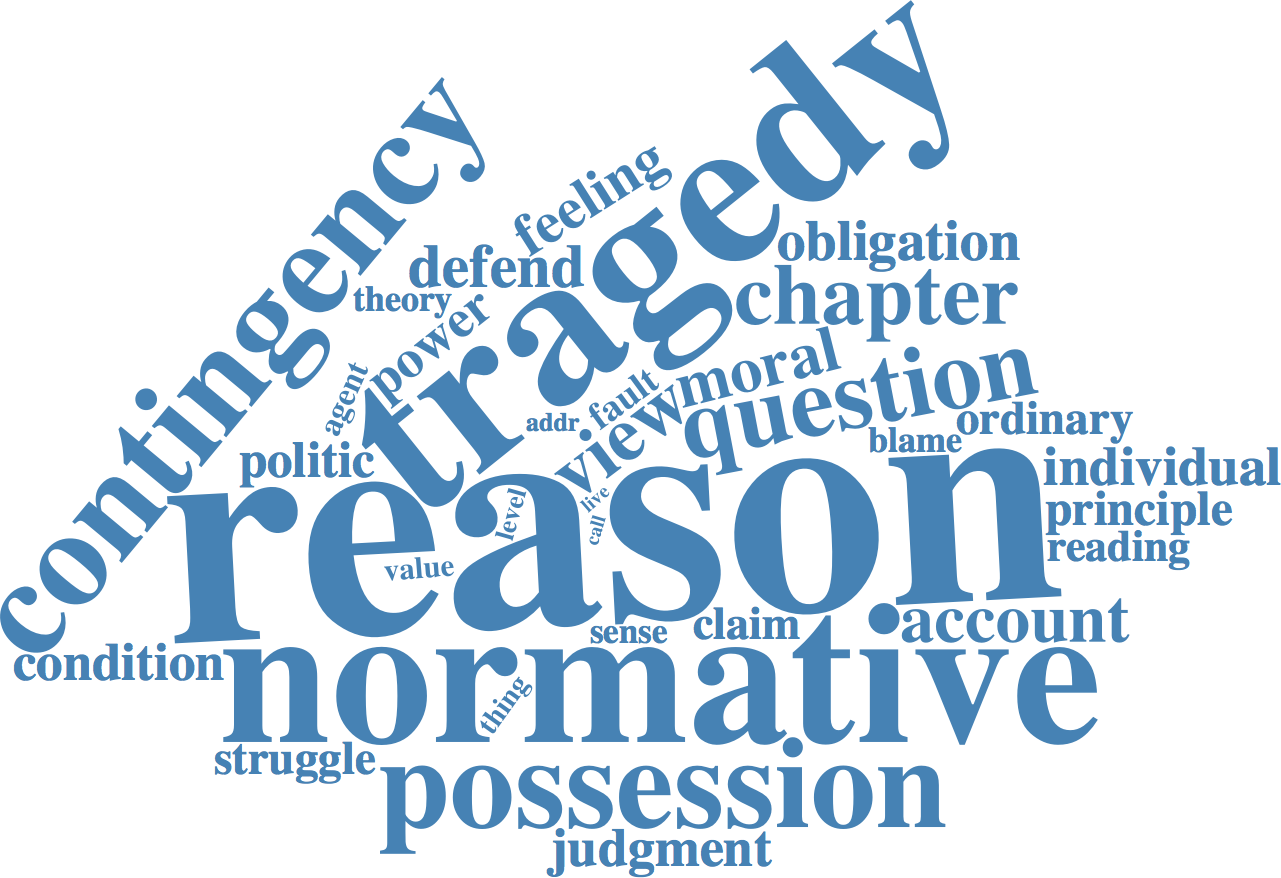 contingency
tragedy
feeling
defend
obligation
theory
chapter
power
moral
agent
fault
question
addr
view
ordinary
blame
politic
reason
individual
level
live
principle
call
reading
value
sense
claim
account
condition
normative
thing
struggle
possession
judgment